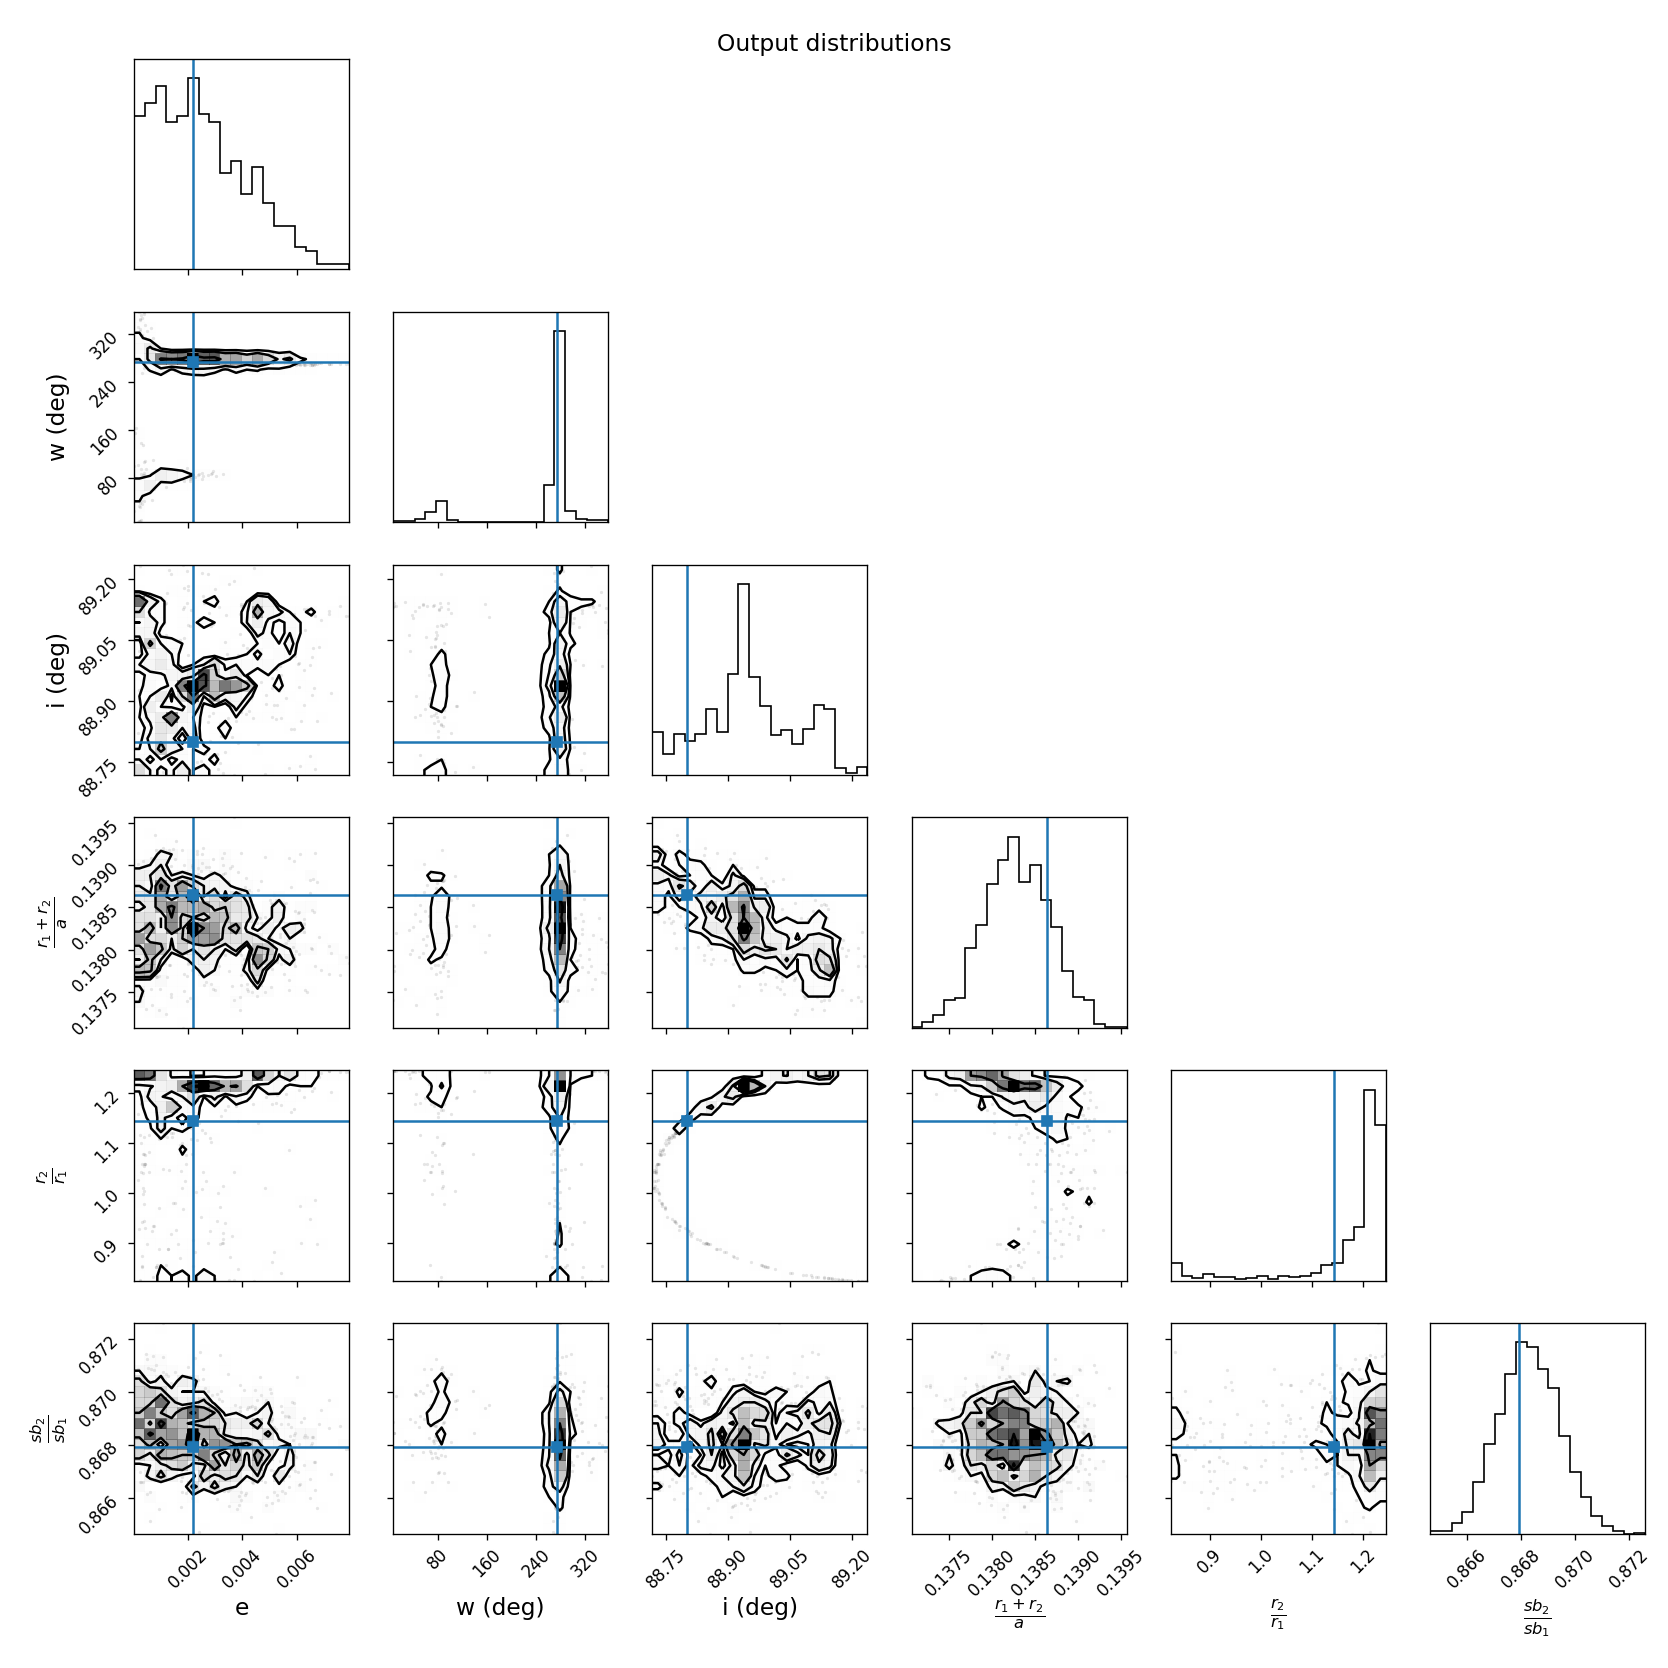 Output distributions
w (deg)
320
240
160
80
i (deg)
89.20
89.05
88.90
88.75
r₁ + r₂
a
0.1395
0.1390
0.1385
0.1380
0.1375
r₂
r₁
1.2
1.1
1.0
0.9
sb₂
sb₁
0.872
0.870
0.868
0.866
0.002 0.004 0.006
80 160 240 320
88.75 88.90 89.05 89.20
0.1375 0.1380 0.1385 0.1390 0.1395
0.9 1.0 1.1 1.2
0.866 0.868 0.870 0.872
e
w (deg)
i (deg)
r₁ + r₂
a
r₂
r₁
sb₂
sb₁